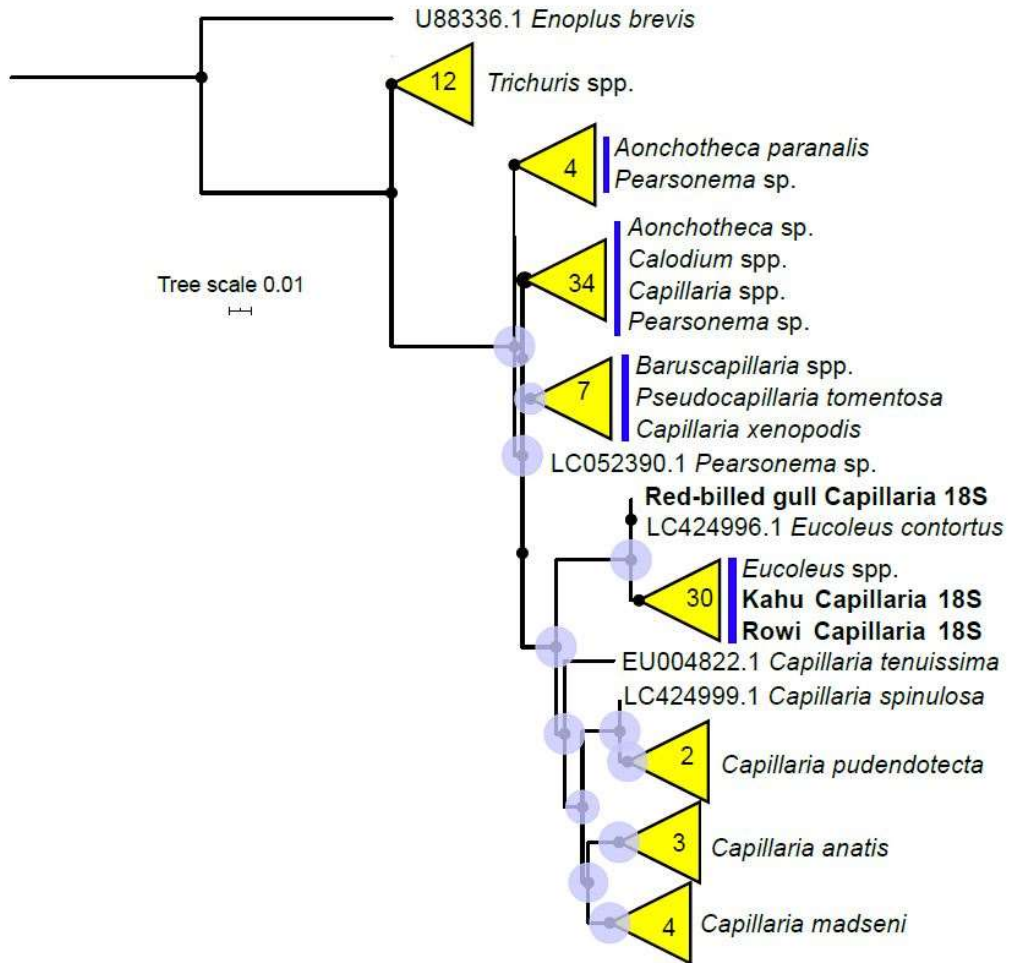 U88336.1 Enoplus brevis
12 Trichuris spp.
4
Aonchotheca paranalis
Pearsonema sp.
Aonchotheca sp.
Calodium spp.
34
Capillaria spp.
Pearsonema sp.
Tree scale 0.01
Baruscapillaria spp.
7
Pseudocapillaria tomentosa
Capillaria xenopodis
LC052390.1 Pearsonema sp.
Red-billed gull Capillaria 18S
LC424996.1 Eucoleus contortus
Eucoleus spp.
30
Kahu Capillaria 18S
Rowi Capillaria 18S
EU004822.1 Capillaria tenuissima
LC424999.1 Capillaria spinulosa
2 Capillaria pudendotecta
3 Capillaria anatis
4 Capillaria madseni